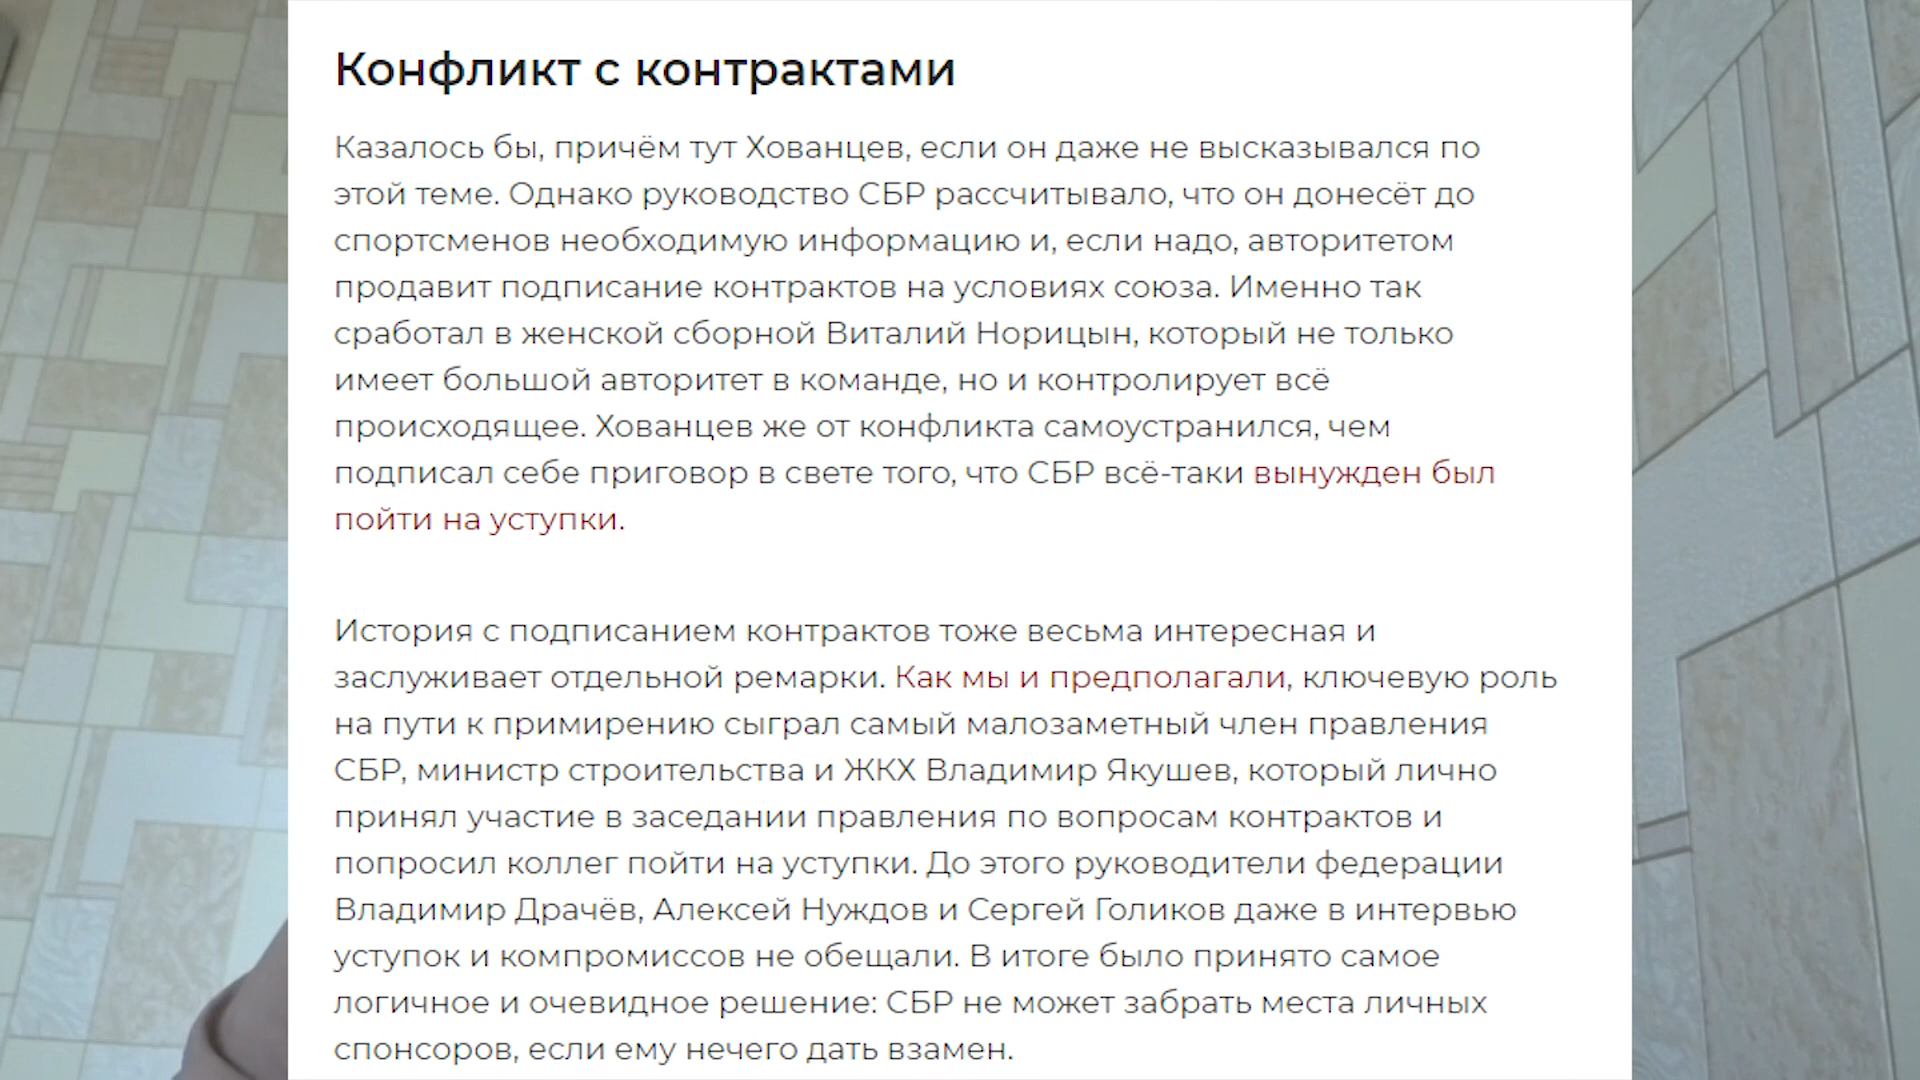 Конфликт с контрактами
Казалось бы, причём тут Хованцев, если он даже не высказывался по
этой теме. Однако руководство СБР рассчитывало, что он донесёт до
спортсменов необходимую информацию и, если надо, авторитетом
продавит подписание контрактов на условиях союза. Именно так
сработал в женской сборной Виталий Норицын, который не только
имеет большой авторитет в команде, но и контролирует всё
происходящее. Хованцев же от конфликта самоустранился, чем
подписал себе приговор в свете того, что СБР всё-таки вынужден был
пойти на уступки.
История с подписанием контрактов тоже весьма интересная и
заслуживает отдельной ремарки. Как мы и предполагали, ключевую роль
на пути к примирению сыграл самый малозаметный член правления
СБР, министр строительства и ЖКХ Владимир Якушев, который лично
принял участие в заседании правления по вопросам контрактов и
попросил коллег пойти на уступки. До этого руководители федерации
Владимир Драчёв, Алексей Нуждов и Сергей Голиков даже в интервью
уступок и компромиссов не обещали. В итоге было принято самое
логичное и очевидное решение: СБР не может забрать места личных
спонсоров, если ему нечего дать взамен.